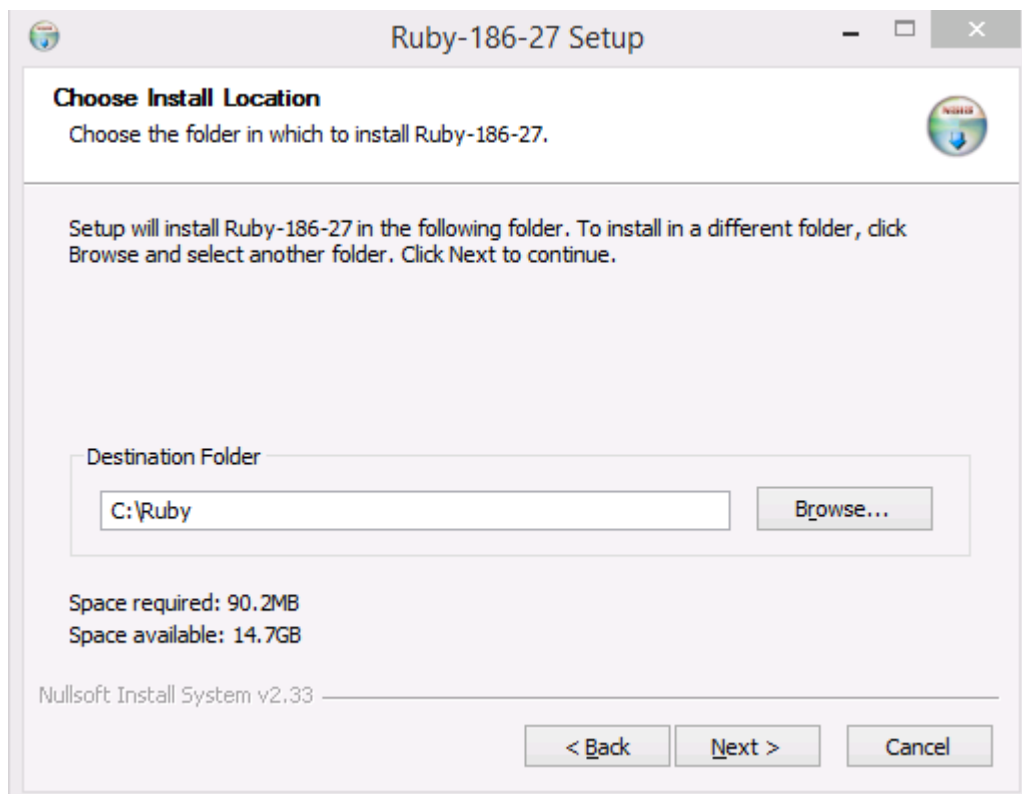 Ruby-186-27 Setup
Choose Install Location
Choose the folder in which to install Ruby-186-27.
Setup will install Ruby-186-27 in the following folder. To install in a different folder, click
Browse and select another folder. Click Next to continue.
Destination Folder
C:\Ruby
Browse...
Space required: 90.2MB
Space available: 14.7GB
Nullsoft Install System v2.33
< Back
Next >
Cancel